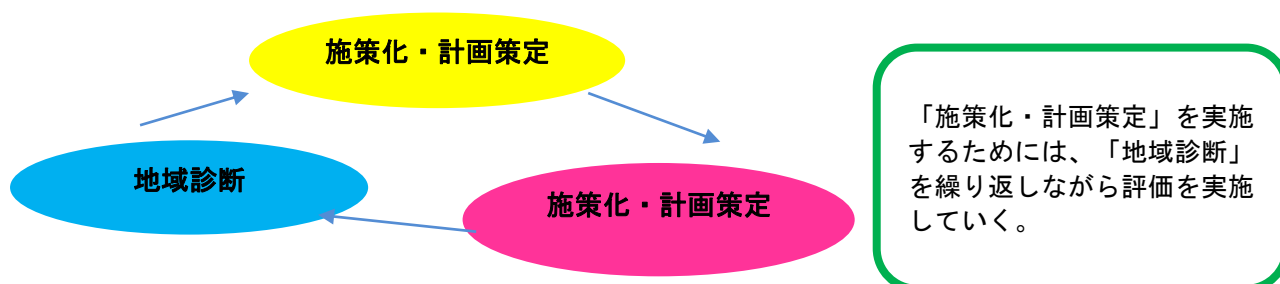 施策化・計画策定
地域診断
施策化・計画策定
「施策化・計画策定」を実施
するためには、「地域診断」
を繰り返しながら評価を実施
していく。